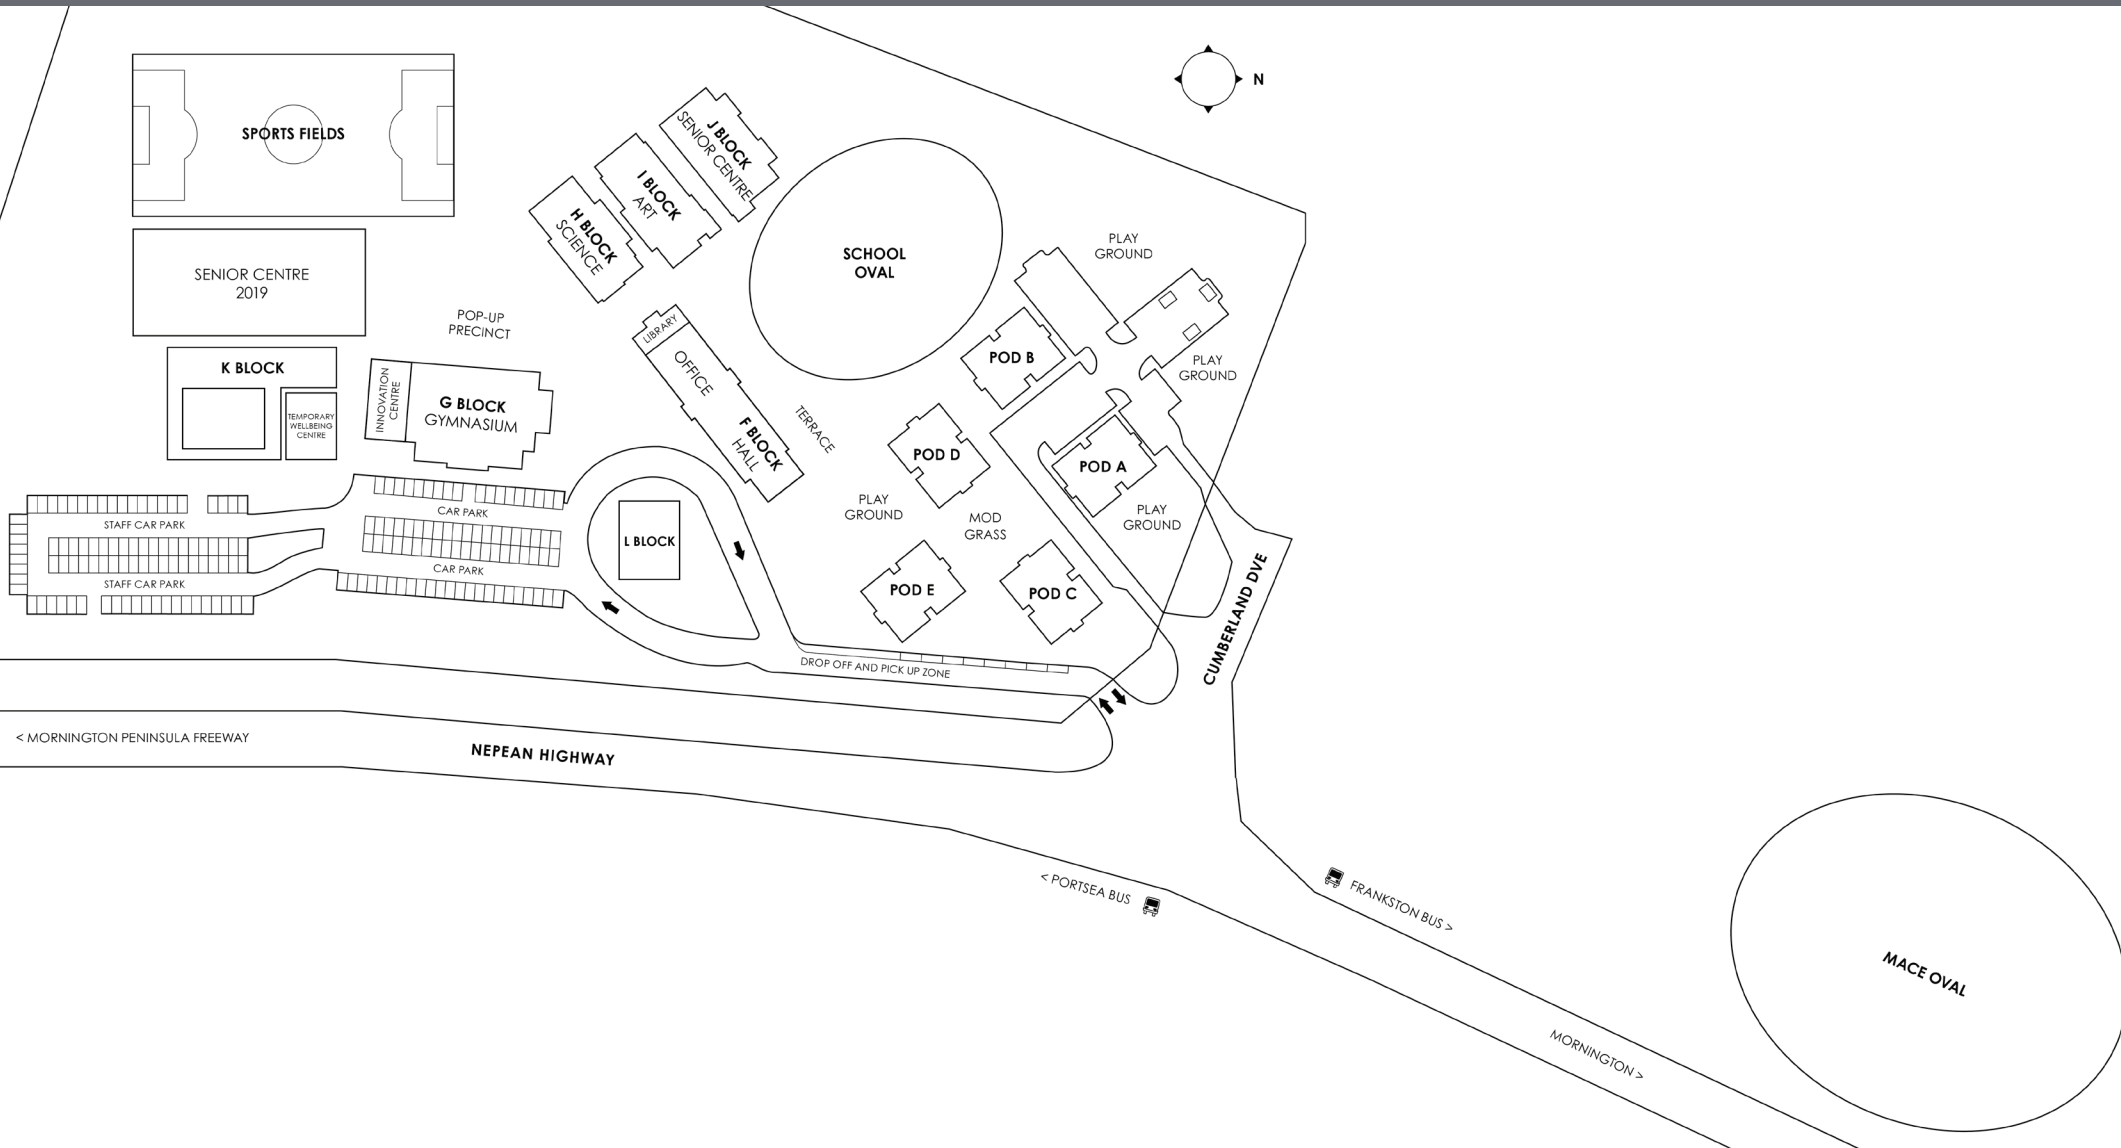 N
SPORTS FIELDS
J BLOCK
SENIOR CENTRE
I BLOCK
ART
H BLOCK
SCIENCE
SCHOOL
OVAL
PLAY
GROUND
SENIOR CENTRE
2019
POP-UP
PRECINCT
LIBRARY
OFFICE
F BLOCK
HALL
TERRACE
POD B
PLAY
GROUND
K BLOCK
TEMPORARY
WELLBEING
CENTRE
INNOVATION
CENTRE
G BLOCK
GYMNASIUM
POD D
POD A
PLAY
GROUND
MOD
GRASS
PLAY
GROUND
STAFF CAR PARK
CAR PARK
L BLOCK
STAFF CAR PARK
CAR PARK
POD E
POD C
CUMBERLAND DVE
DROP OFF AND PICK UP ZONE
< MORNINGTON PENINSULA FREEWAY
NEPEAN HIGHWAY
< PORTSEA BUS
FRANKSTON BUS >
MACE OVAL
MORNINGTON >